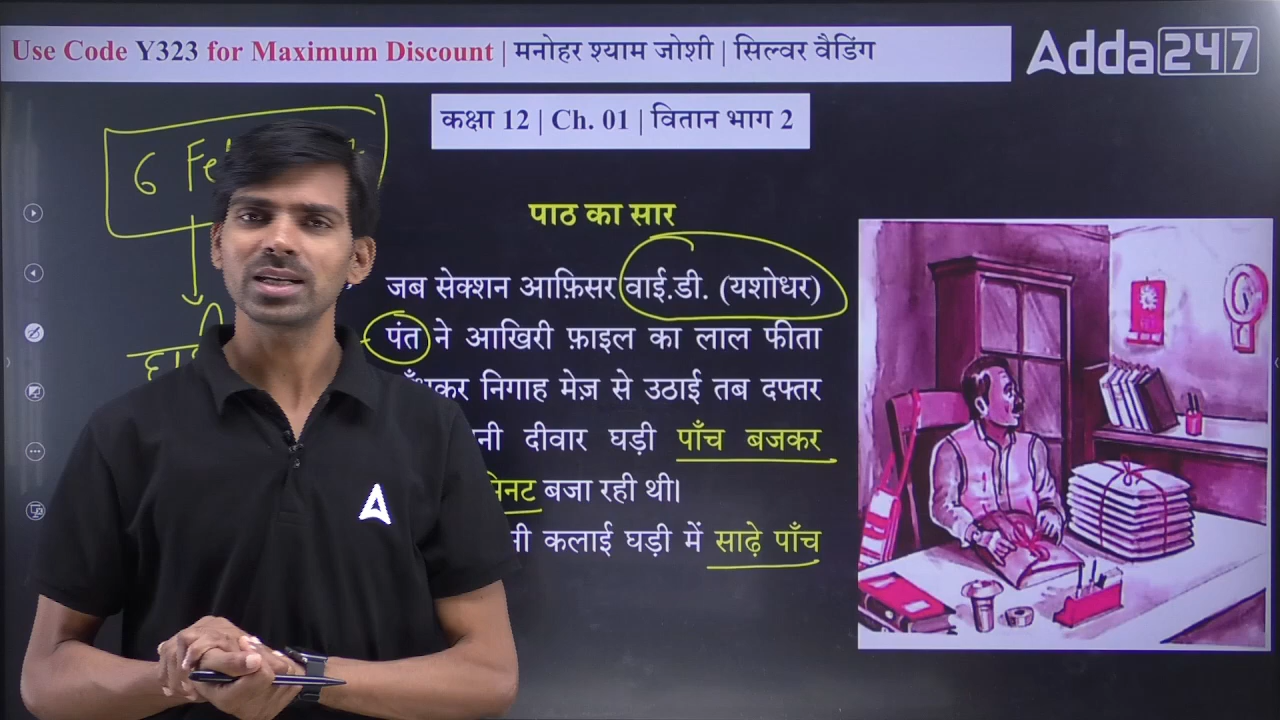 Use Code Y323 for Maximum Discount | मनोहर श्याम जोशी | सिल्वर वैडिंग
Adda247
कक्षा 12 | Ch. 01 | वितान भाग 2
6 Fe
पाठ का सार
जब सेक्शन आफ़िसर वाई.डी. (यशोधर)
पंत ने आखिरी फ़ाइल का लाल फीता
निगाह मेज़ से उठाई तब दफ्तर
दीवार घड़ी पाँच बजकर
बजा रही थी।
कलाई घड़ी में साढ़े पाँच